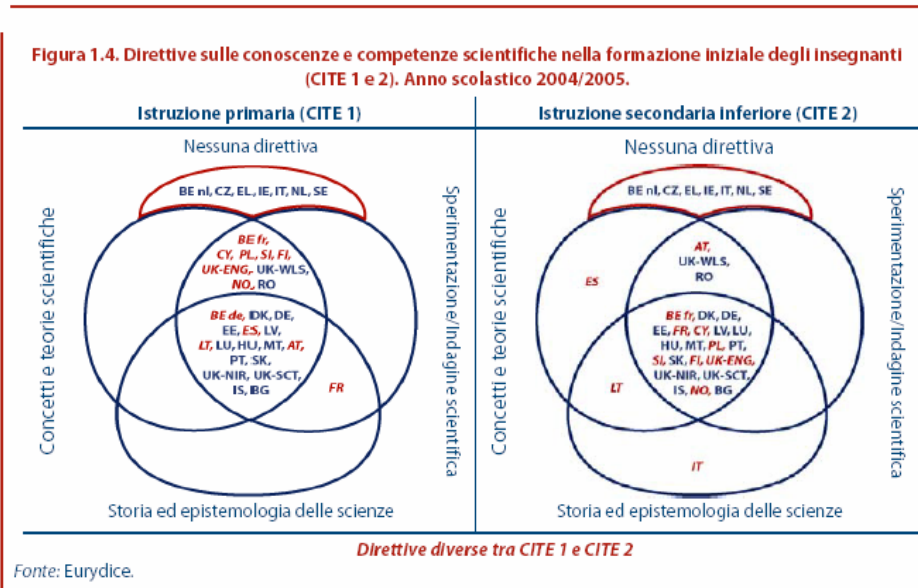 Figura 1.4. Direttive sulle conoscenze e competenze scientifiche nella formazione iniziale degli insegnanti
(CITE 1 e 2). Anno scolastico 2004/2005.
Istruzione primaria (CITE 1)
Nessuna direttiva
BE nl, CZ, EL, IE, IT, NL, SE
Concetti e teorie scientifiche
Sperimentazione/Indagine scientifica
BE fr,
CY, PL, SI, FI,
UK-ENG, UK-WLS,
NO, RO
BE de, DK, DE,
EE, ES, LV,
LT, LU, HU, MT, AT,
PT, SK,
UK-NIR, UK-SCT,
IS, BG
FR
Storia ed epistemologia delle scienze
Istruzione secondaria inferiore (CITE 2)
Nessuna direttiva
BE nl, CZ, EL, IE, IT, NL, SE
Concetti e teorie scientifiche
Sperimentazione/Indagine scientifica
AT,
UK-WLS,
RO
ES
BE fr, DK, DE,
EE, FR, CY, LV, LU,
HU, MT, PL, PT,
SI, SK, FI, UK-ENG,
UK-NIR, UK-SCT,
IS, NO, BG
LT
IT
Storia ed epistemologia delle scienze
Direttive diverse tra CITE 1 e CITE 2
Fonte: Eurydice.